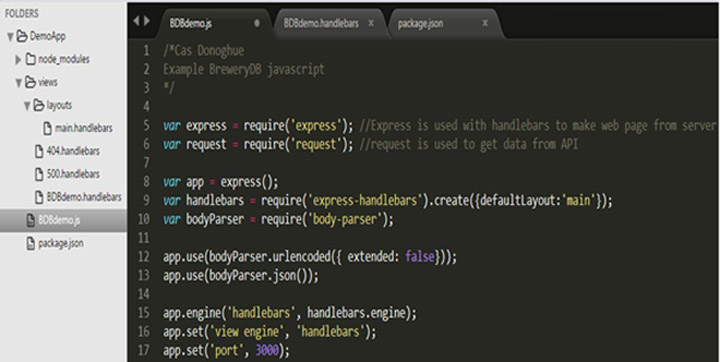 FOLDERS
DemoApp
node_modules
views
layouts
main.handlebars
404.handlebars
500.handlebars
BDBdemo.handlebars
BDBdemo.js
package.json
BDBdemo.js
BDBdemo.handlebars x
package.json x
1 /*Cas Donoghue
2 Example BreweryDB javascript
3 */
4
5 var express = require('express'); //Express is used with handlebars to make web page from server
6 var request = require('request'); //request is used to get data from API
7
8 var app = express();
9 var handlebars = require('express-handlebars').create({defaultLayout:'main'});
10 var bodyParser = require('body-parser');
11
12 app.use(bodyParser.urlencoded({ extended: false}));
13 app.use(bodyParser.json());
14
15 app.engine('handlebars', handlebars.engine);
16 app.set('view engine', 'handlebars');
17 app.set('port', 3000);